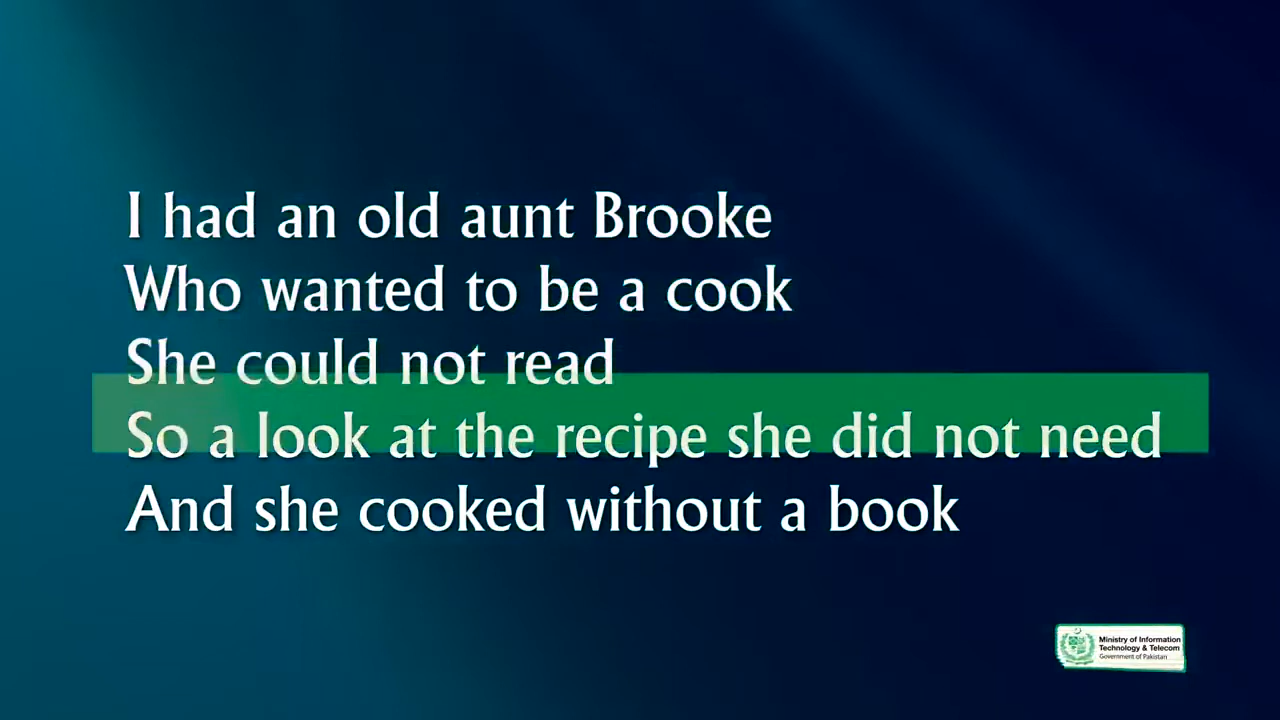 I had an old aunt Brooke
Who wanted to be a cook
She could not read
So a look at the recipe she did not need
And she cooked without a book
Ministry of Information
Technology & Telecom
Government of Pakistan